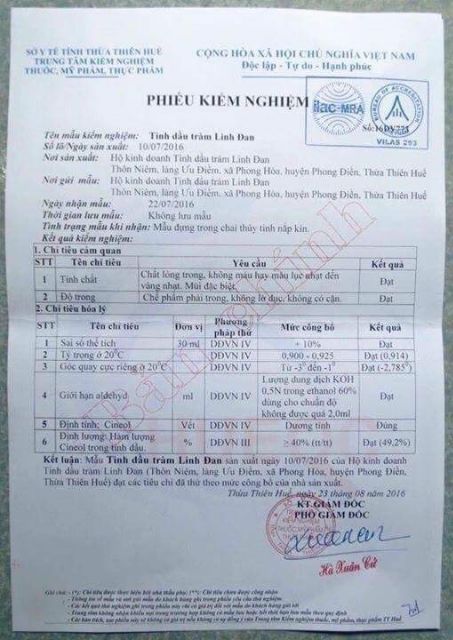 SỞ Y TẾ TỈNH THỪA THIÊN HUẾ
TRUNG TÂM KIỂM NGHIỆM
THUỐC, MỸ PHẨM, THỰC PHẨM
CỘNG HÒA XÃ HỘI CHỦ NGHĨA VIỆT NAM
Độc lập - Tự do - Hạnh phúc
PHIẾU KIỂM NGHIỆM
ilac-MRA
BUREAU OF ACCREDITATION
VILAS 293
Tên mẫu kiểm nghiệm: Tinh dầu tràm Linh Đan
Số lô/Ngày sản xuất: 10/07/2016
Nơi sản xuất: Hộ kinh doanh Tinh dầu tràm Linh Đan
Thôn Niêm, làng Ưu Điềm, xã Phong Hòa, huyện Phong Điền, Thừa Thiên Huế
Nơi gửi mẫu: Hộ kinh doanh Tinh dầu tràm Linh Đan
Thôn Niêm, làng Ưu Điềm, xã Phong Hòa, huyện Phong Điền, Thừa Thiên Huế
Ngày nhận mẫu: 22/07/2016
Thời gian lưu mẫu: Không lưu mẫu
Tình trạng mẫu khi nhận: Mẫu đựng trong chai thủy tinh nắp kín.
Kết quả kiểm nghiệm:
1. Chỉ tiêu cảm quan
STT Tên chỉ tiêu Yêu cầu Kết quả
1 Tính chất Chất lỏng trong, không màu hay màu lục nhạt đến vàng nhạt. Mùi đặc biệt. Đạt
2 Độ trong Chế phẩm phải trong, không lờ đục, không có cặn. Đạt
2. Chỉ tiêu hóa lý
STT Tên chỉ tiêu Đơn vị Phương pháp thử Mức công bố Kết quả
1 Sai số thể tích 30 ml DĐVN IV ± 10% Đạt
2 Tỷ trọng ở 20°C DĐVN IV 0,900 - 0,925 Đạt (0,914)
3 Góc quay cực riêng ở 20°C DĐVN IV Từ -3° đến -1° Đạt (-2,785°)
4 Giới hạn aldehyd ml DĐVN IV Lượng dung dịch KOH 0,5N trong ethanol 60% dùng cho chuẩn độ không được quá 2,0ml Đạt
5 Định tính: Cineol Vết DĐVN IV Dương tính Đúng
6 Định lượng: Hàm lượng Cineol trong tinh dầu. % DĐVN III ≥ 40% (tt/tt) Đạt (49,2%)
Kết luận: Mẫu Tinh dầu tràm Linh Đan sản xuất ngày 10/07/2016 của Hộ kinh doanh
Tinh dầu tràm Linh Đan (Thôn Niêm, làng Ưu Điềm, xã Phong Hòa, huyện Phong Điền,
Thừa Thiên Huế) đạt các chỉ tiêu đã thử theo mức công bố của nhà sản xuất.
Thừa Thiên Huế, ngày 23 tháng 08 năm 2016
KT.GIÁM ĐỐC
PHÓ GIÁM ĐỐC
Hà Xuân Cử
Bản chính